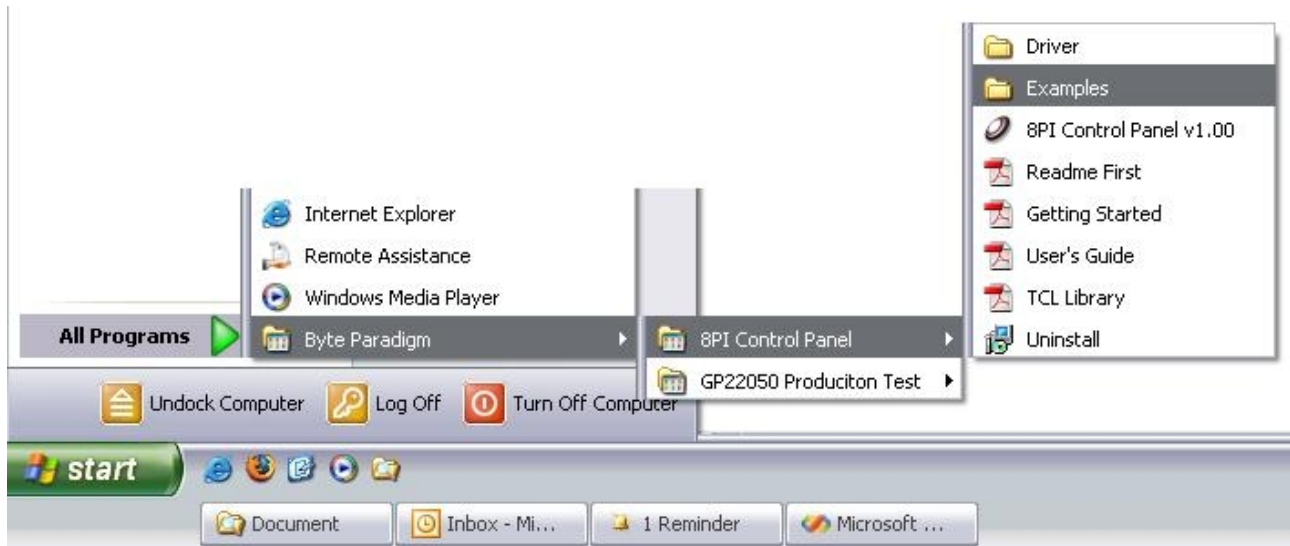 Driver
Examples
8PI Control Panel v1.00
Readme First
Getting Started
User's Guide
TCL Library
Uninstall
Internet Explorer
Remote Assistance
Windows Media Player
All Programs
Byte Paradigm
8PI Control Panel
GP22050 Produciton Test
Undock Computer
Log Off
Turn Off Computer
start
Document
Inbox - Mi...
1 Reminder
Microsoft ...